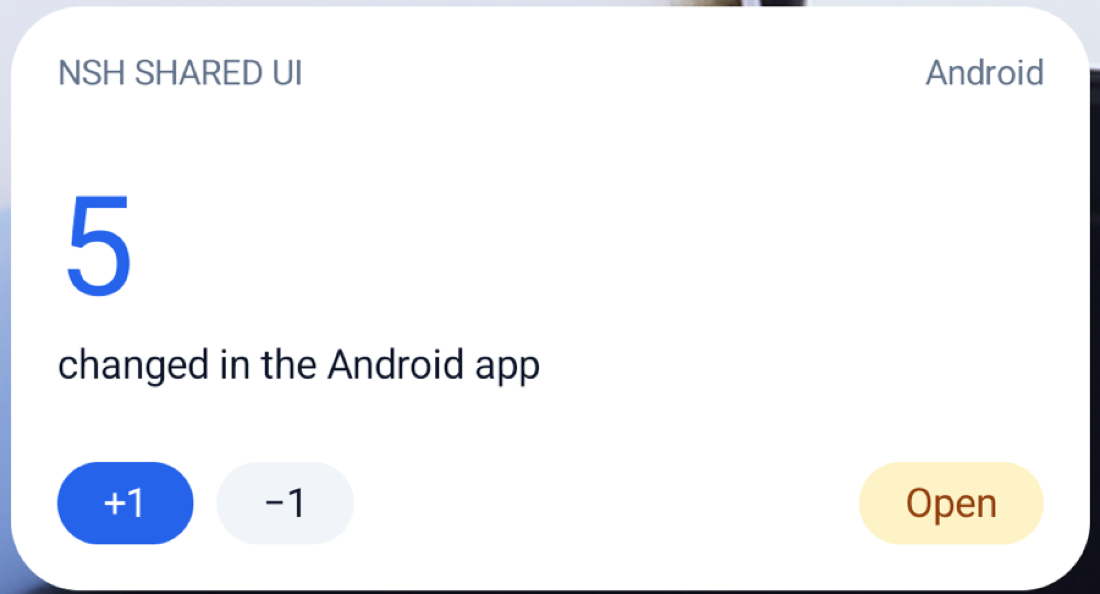 NSH SHARED UI
Android
5
changed in the Android app
+1
−1
Open